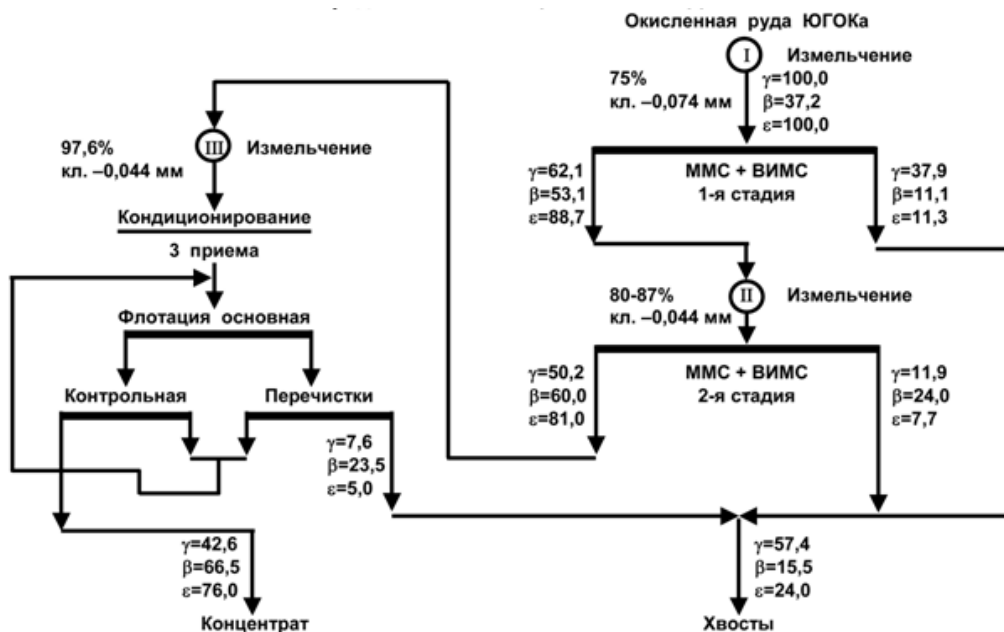 Окисленная руда ЮГОКа
I
Измельчение
75%
кл. –0,074 мм
γ=100,0
β=37,2
ε=100,0
ММС + ВИМС
1-я стадия
γ=62,1
β=53,1
ε=88,7
γ=37,9
β=11,1
ε=11,3
II
Измельчение
80-87%
кл. –0,044 мм
ММС + ВИМС
2-я стадия
γ=50,2
β=60,0
ε=81,0
γ=11,9
β=24,0
ε=7,7
III
Измельчение
97,6%
кл. –0,044 мм
Кондиционирование
3 приема
Флотация основная
Контрольная
Перечистки
γ=7,6
β=23,5
ε=5,0
γ=42,6
β=66,5
ε=76,0
Концентрат
γ=57,4
β=15,5
ε=24,0
Хвосты